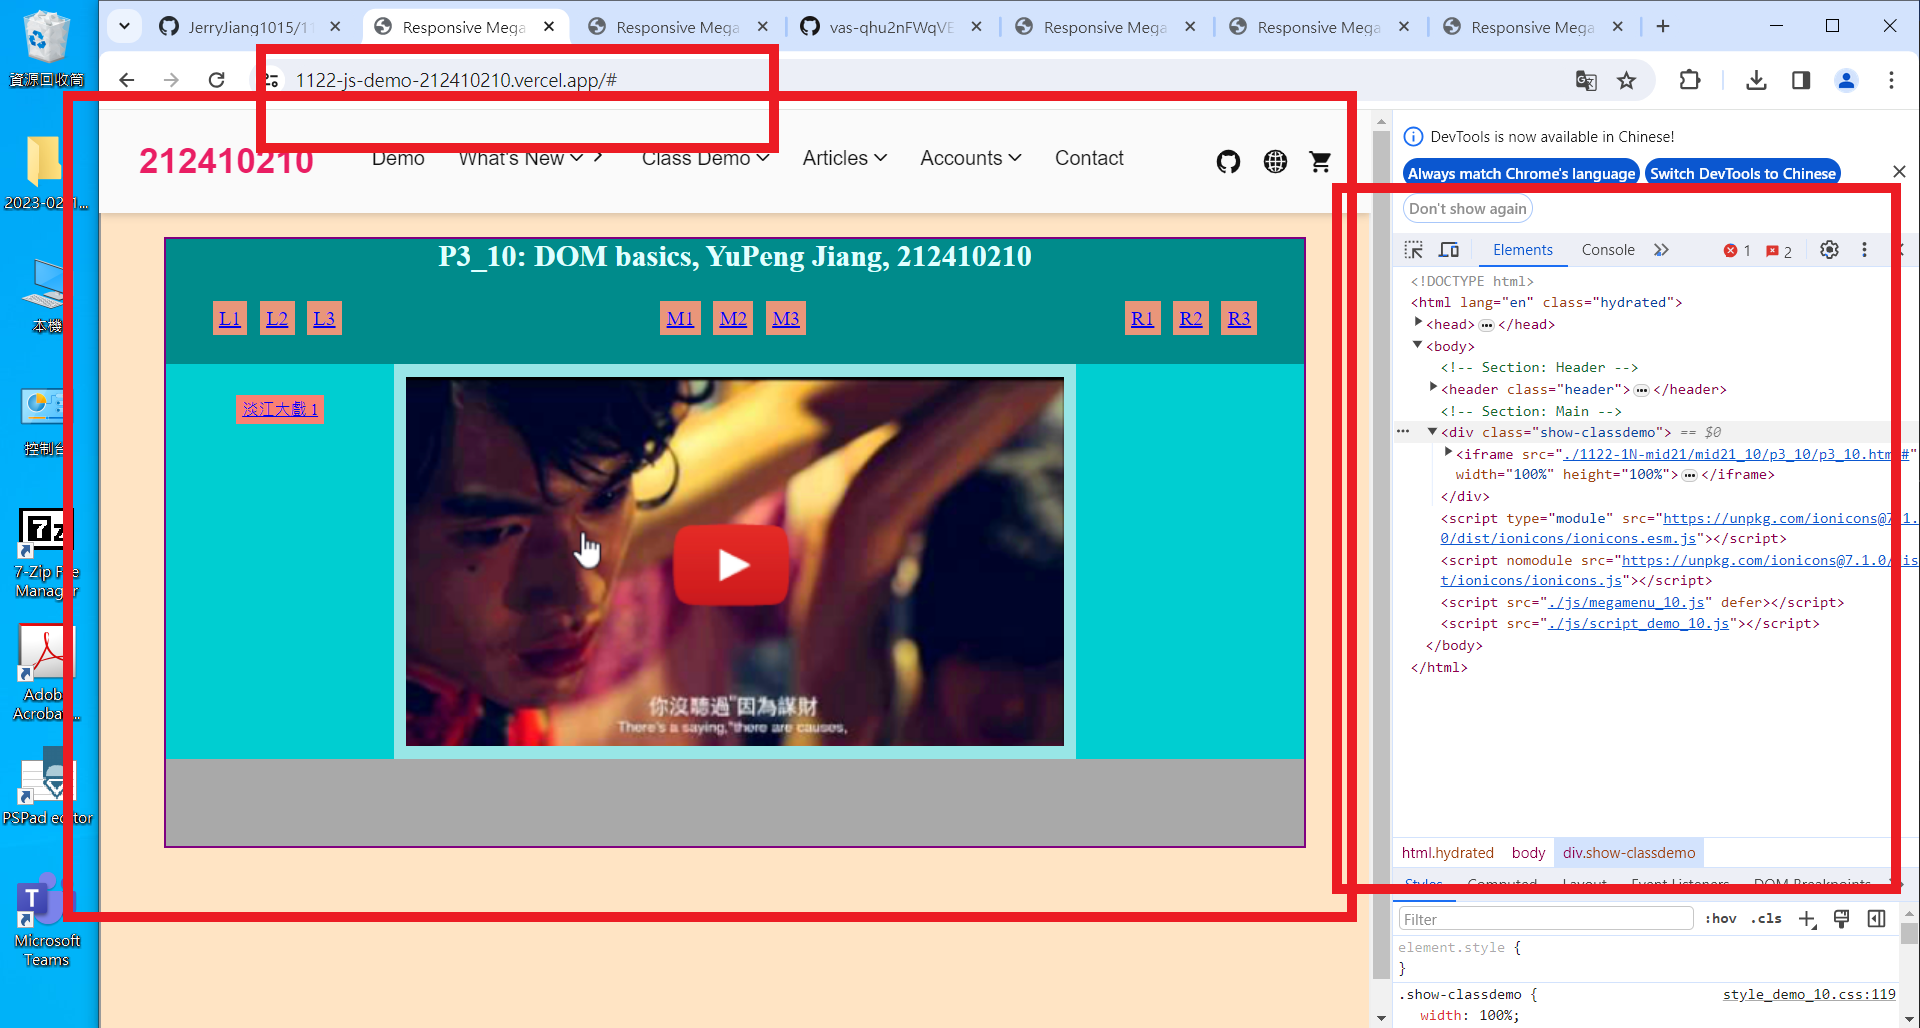 資源回收筒
2023-02-1...
本機
控制台
7z
7-Zip File
Manager
Adobe
Acrobat...
PSPad editor
T
Microsoft
Teams
JerryJiang1015/11
Responsive Mega
Responsive Mega
vas-qhu2nFWqVE
Responsive Mega
Responsive Mega
Responsive Mega
1122-js-demo-212410210.vercel.app/#
212410210
Demo
What's New
Class Demo
Articles
Accounts
Contact
P3_10: DOM basics, YuPeng Jiang, 212410210
L1 L2 L3 M1 M2 M3 R1 R2 R3
淡江大戲 1
你沒聽過"因為謀財
There's a saying,"there are causes,
DevTools is now available in Chinese!
Always match Chrome's language
Switch DevTools to Chinese
Don't show again
Elements
Console
1
2
<!DOCTYPE html>
<html lang="en" class="hydrated">
<head>…</head>
<body>
<!-- Section: Header -->
<header class="header">…</header>
<!-- Section: Main -->
<div class="show-classdemo"> == $0
<iframe src="./1122-1N-mid21/mid21_10/p3_10/p3_10.html#"
width="100%" height="100%">…</iframe>
</div>
<script type="module" src="https://unpkg.com/ionicons@7.1.
0/dist/ionicons/ionicons.esm.js"></script>
<script nomodule src="https://unpkg.com/ionicons@7.1.0/dis
t/ionicons/ionicons.js"></script>
<script src="./js/megamenu_10.js" defer></script>
<script src="./js/script_demo_10.js"></script>
</body>
</html>
html.hydrated
body
div.show-classdemo
Styles
Computed
Layout
Event Listeners
DOM Breakpoints
Filter
:hov
.cls
element.style {
}
.show-classdemo {
style_demo_10.css:119
width: 100%;